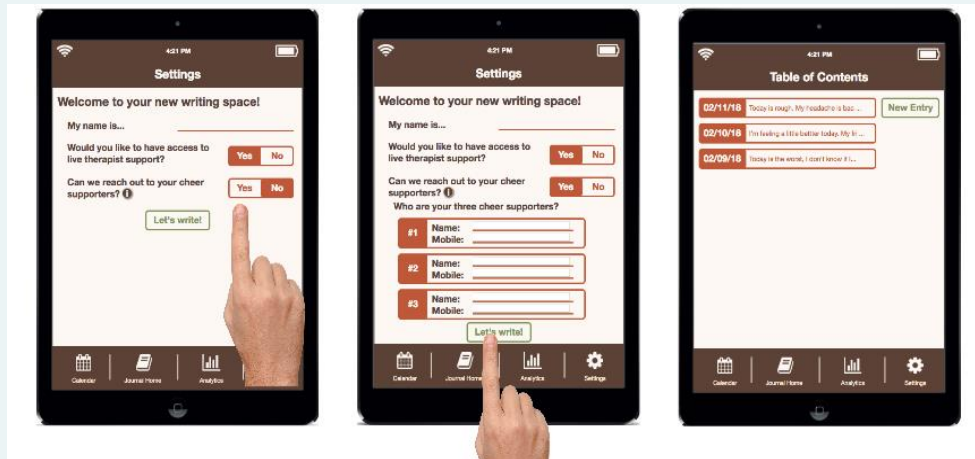 4:21 PM
Settings
Welcome to your new writing space!
My name is...
Would you like to have access to
live therapist support?
Yes No
Can we reach out to your cheer
supporters?
Yes No
Let's write!
Calendar
Journal Home
Analytics
4:21 PM
Settings
Welcome to your new writing space!
My name is...
Would you like to have access to
live therapist support?
Yes No
Can we reach out to your cheer
supporters?
Yes No
Who are your three cheer supporters?
#1 Name:
Mobile:
#2 Name:
Mobile:
#3 Name:
Mobile:
Let's write!
Calendar
Journal Home
Analytics
Settings
4:21 PM
Table of Contents
02/11/18 Today is rough. My headache is bac ...
New Entry
02/10/18 I'm feeling a little better today. My ...
02/09/18 Today is the worst, I don't know if I...
Calendar
Journal Home
Analytics
Settings